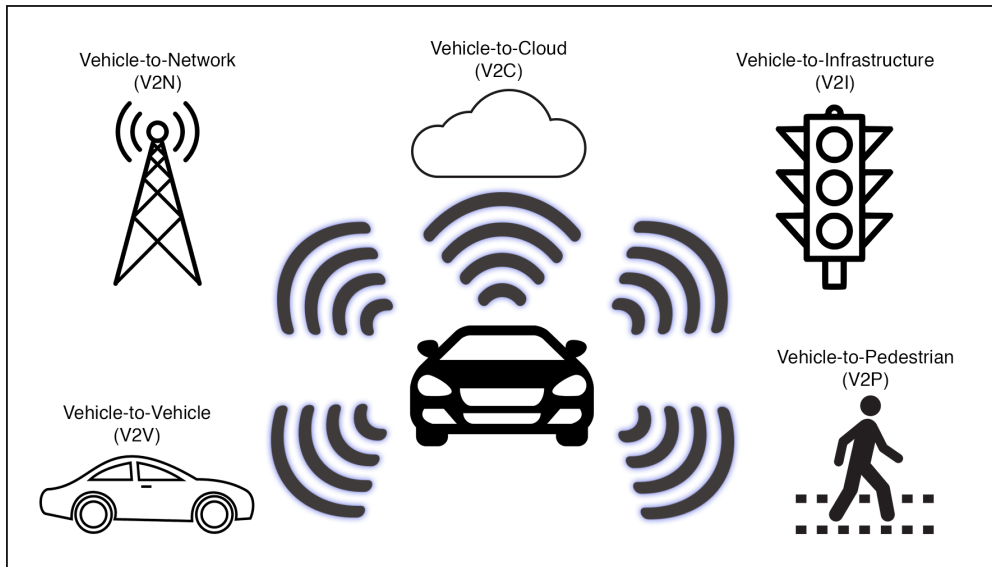 Vehicle-to-Network
(V2N)
Vehicle-to-Cloud
(V2C)
Vehicle-to-Infrastructure
(V2I)
Vehicle-to-Vehicle
(V2V)
Vehicle-to-Pedestrian
(V2P)